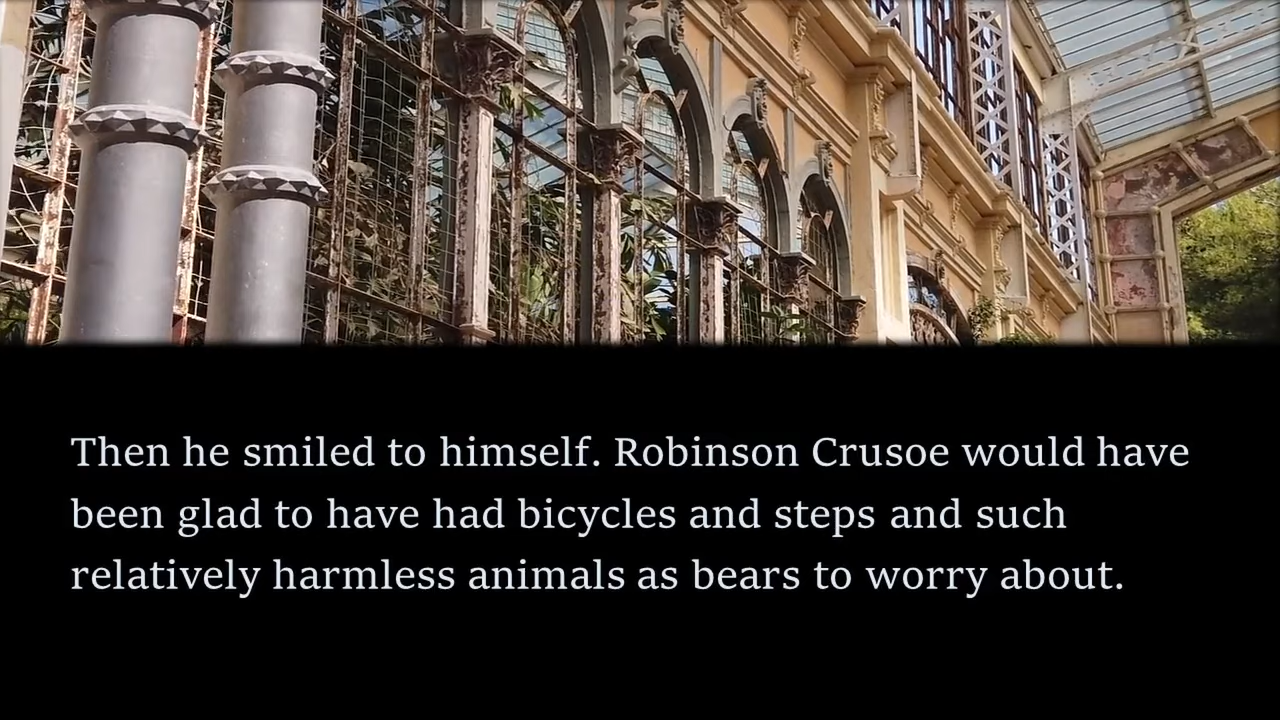 Then he smiled to himself. Robinson Crusoe would have
been glad to have had bicycles and steps and such
relatively harmless animals as bears to worry about.